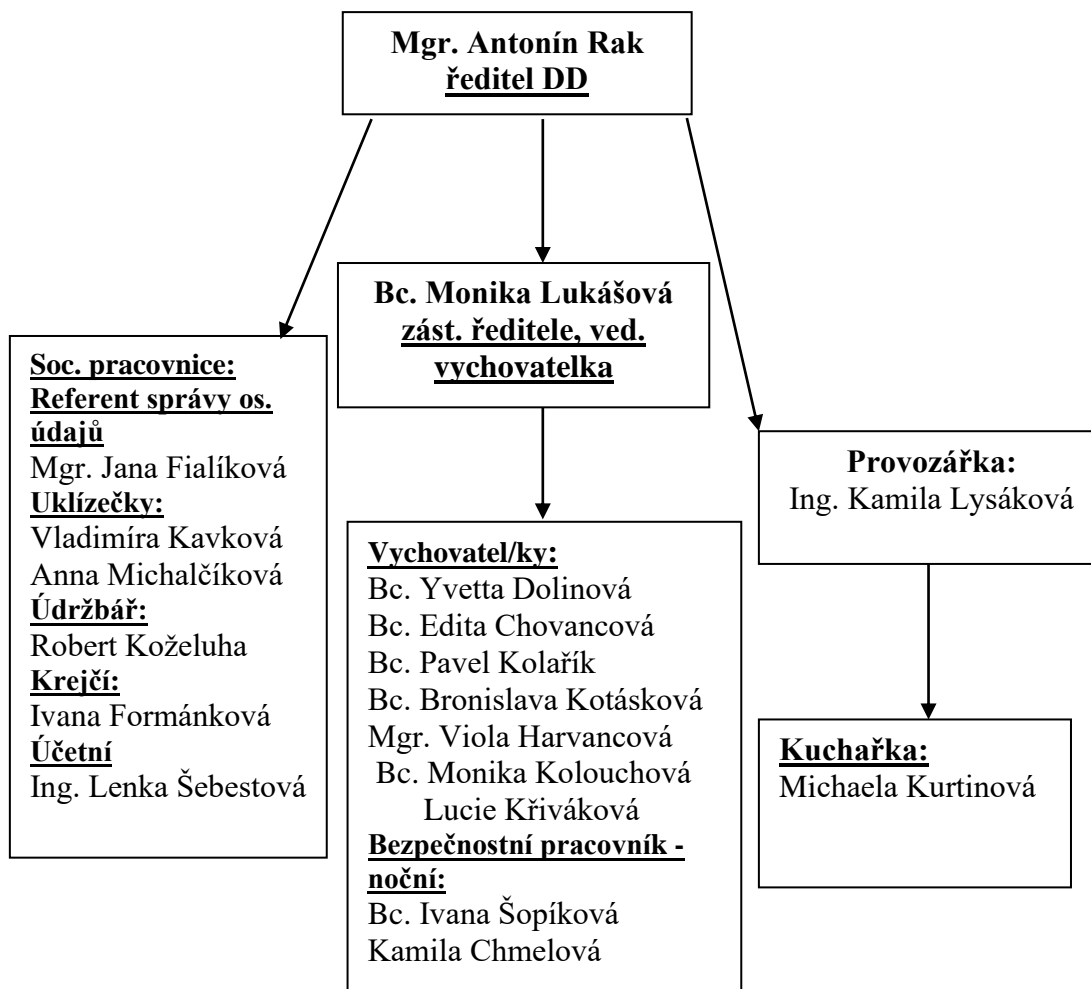 Mgr. Antonín Rak
ředitel DD
Bc. Monika Lukášová
zást. ředitele, ved.
vychovatelka
Soc. pracovnice:
Referent správy os.
údajů
Mgr. Jana Fialíková
Uklízečky:
Vladimíra Kavková
Anna Michalčíková
Údržbář:
Robert Koželuha
Krejčí:
Ivana Formánková
Účetní
Ing. Lenka Šebestová
Vychovatel/ky:
Bc. Yvetta Dolinová
Bc. Edita Chovancová
Bc. Pavel Kolařík
Bc. Bronislava Kotásková
Mgr. Viola Harvancová
Bc. Monika Kolouchová
Lucie Křiváková
Bezpečnostní pracovník -
noční:
Bc. Ivana Šopíková
Kamila Chmelová
Provozářka:
Ing. Kamila Lysáková
Kuchařka:
Michaela Kurtinová